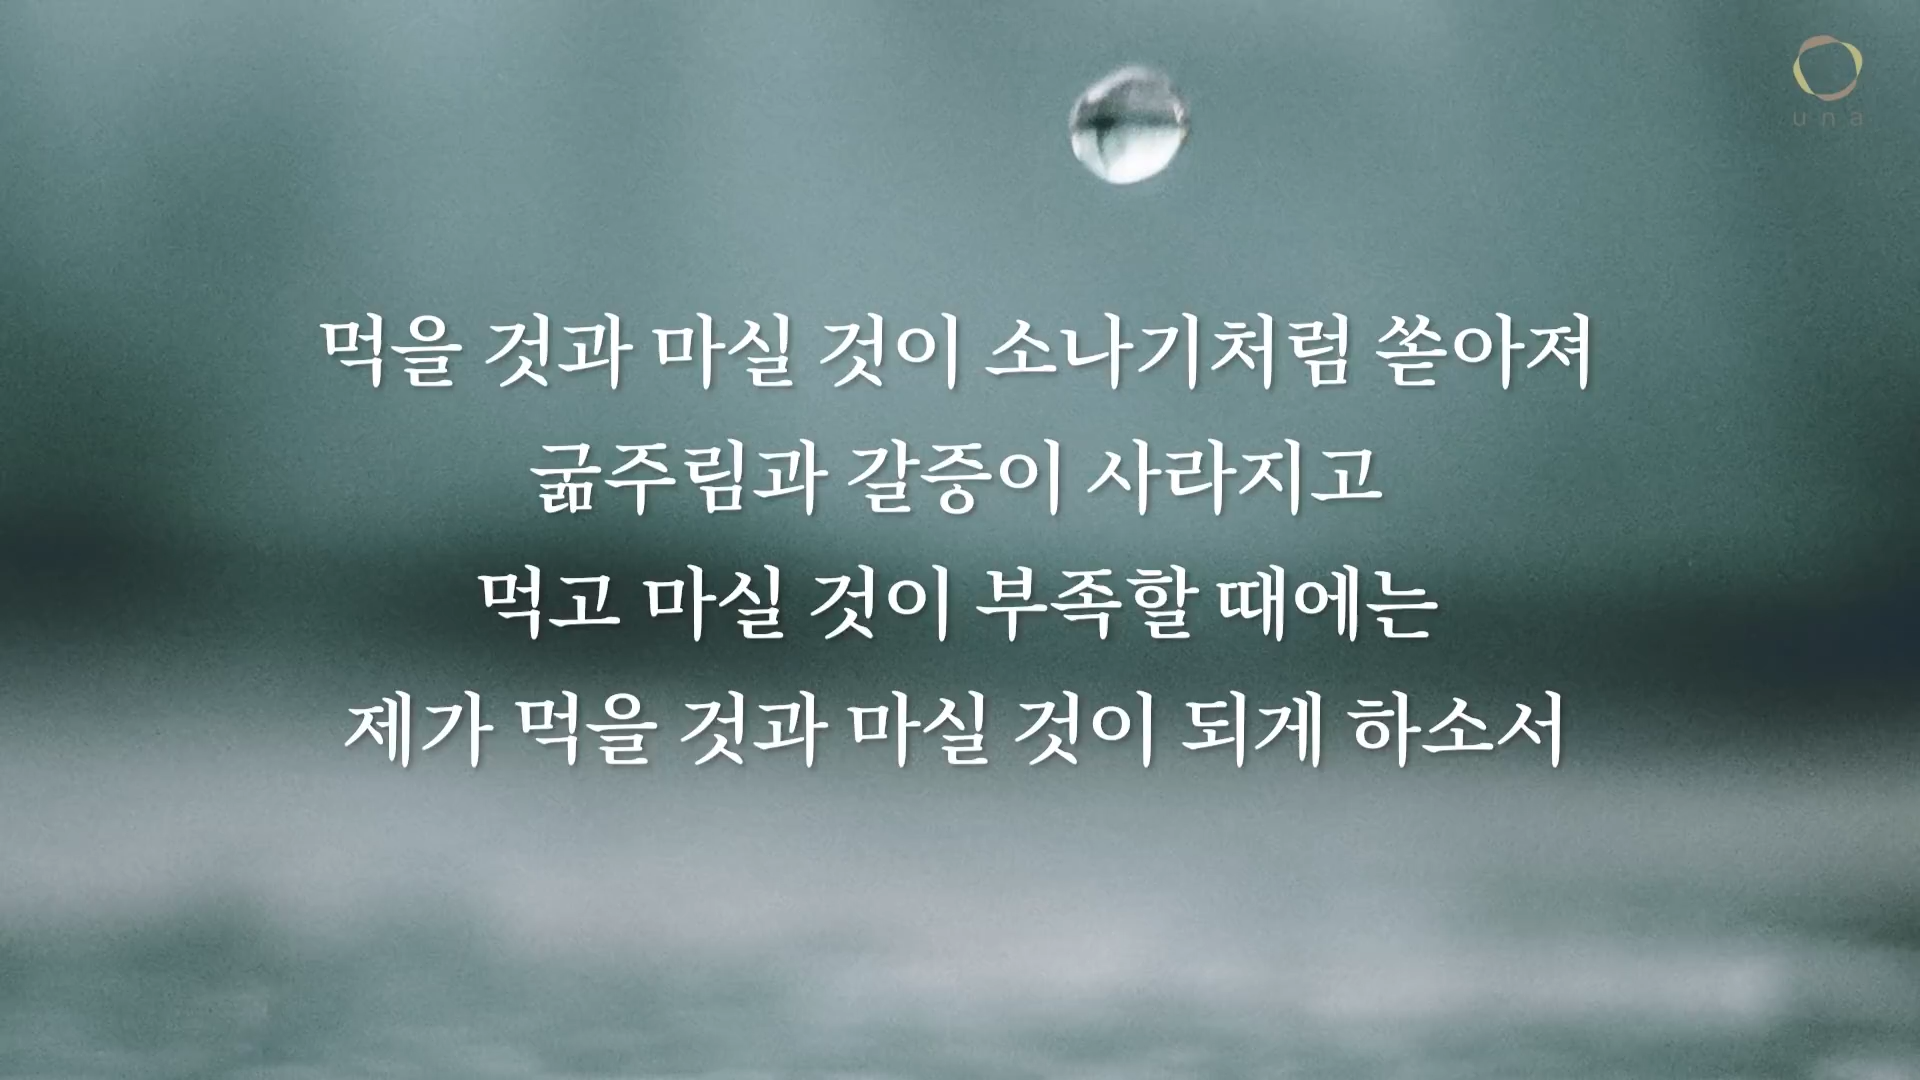 una
먹을 것과 마실 것이 소나기처럼 쏟아져
굶주림과 갈증이 사라지고
먹고 마실 것이 부족할 때에는
제가 먹을 것과 마실 것이 되게 하소서